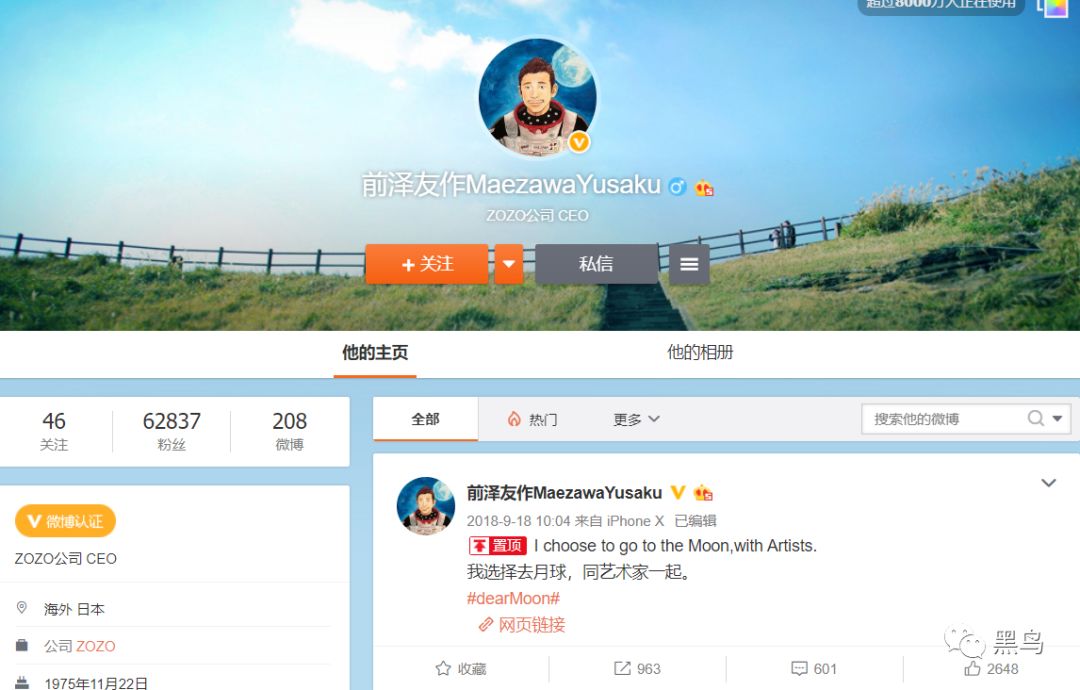 超过8000万人正在使用
前泽友作MaezawaYusaku
ZOZO公司 CEO
+ 关注
私信
他的主页
他的相册
46
关注
62837
粉丝
208
微博
全部
热门
更多
搜索他的微博
V 微博认证
ZOZO公司 CEO
海外 日本
公司 ZOZO
1975年11月22日
前泽友作MaezawaYusaku
2018-9-18 10:04 来自 iPhone X 已编辑
置顶 I choose to go to the Moon,with Artists.
我选择去月球，同艺术家一起。
#dearMoon#
网页链接
收藏
963
601
2648
黑鸟